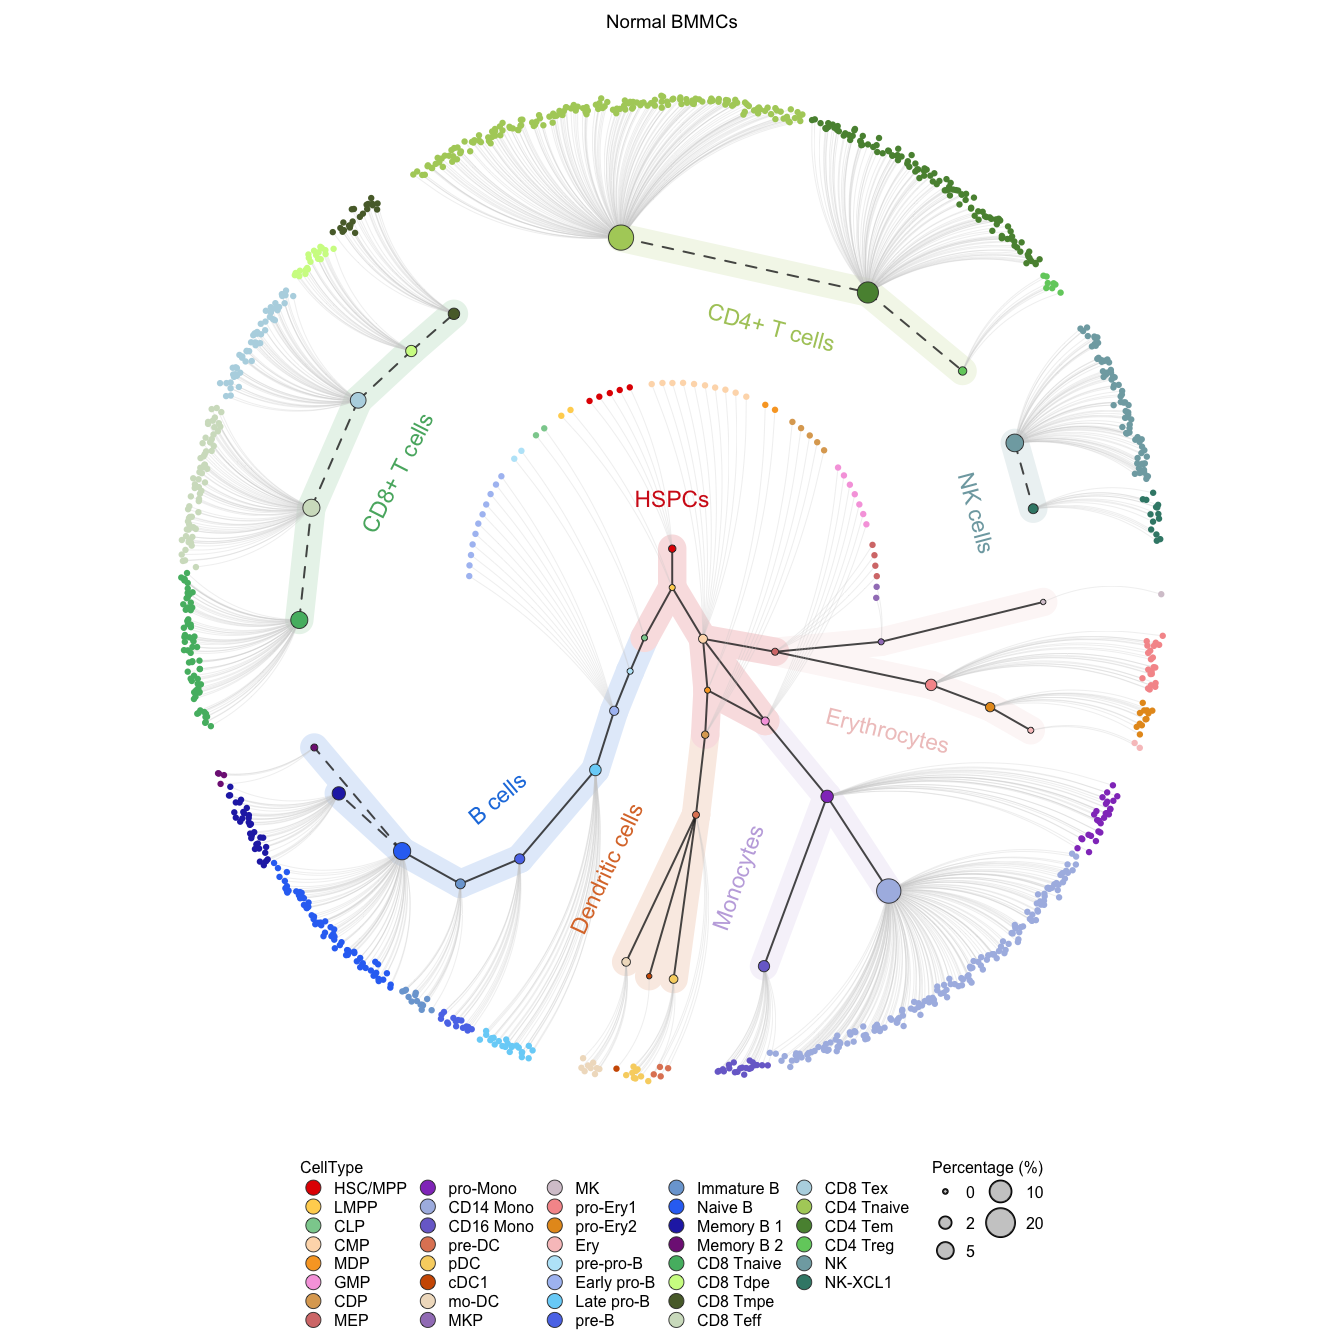 Normal BMMCs
CD4+ T cells
CD8+ T cells
HSPCs
NK cells
Erythrocytes
B cells
Dendritic cells
Monocytes
CellType
HSC/MPP
LMPP
CLP
CMP
MDP
GMP
CDP
MEP
pro-Mono
CD14 Mono
CD16 Mono
pre-DC
pDC
cDC1
mo-DC
MKP
MK
pro-Ery1
pro-Ery2
Ery
pre-pro-B
Early pro-B
Late pro-B
pre-B
Immature B
Naive B
Memory B 1
Memory B 2
CD8 Tnaive
CD8 Tdpe
CD8 Tmpe
CD8 Teff
CD8 Tex
CD4 Tnaive
CD4 Tem
CD4 Treg
NK
NK-XCL1
Percentage (%)
0
2
5
10
20